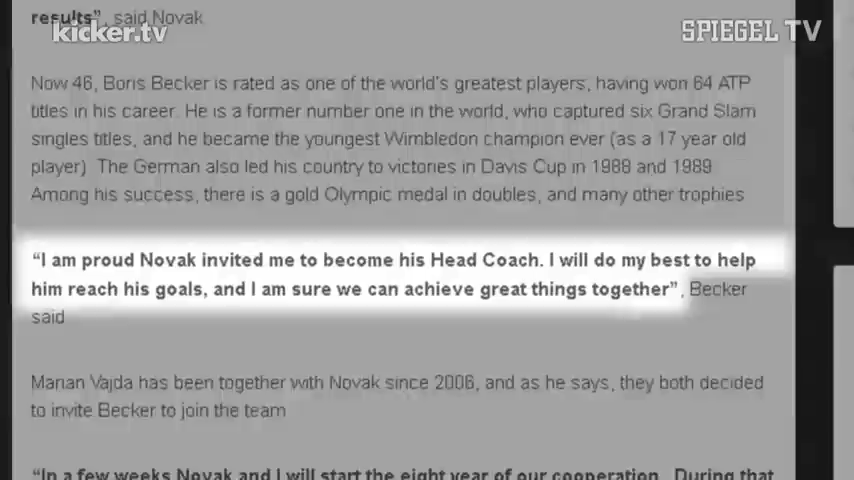 results”, said Novak
kicker.tv
SPIEGEL TV
Now 46, Boris Becker is rated as one of the world's greatest players, having won 64 ATP
titles in his career. He is a former number one in the world, who captured six Grand Slam
singles titles, and he became the youngest Wimbledon champion ever (as a 17 year old
player). The German also led his country to victories in Davis Cup in 1988 and 1989
Among his success, there is a gold Olympic medal in doubles, and many other trophies
“I am proud Novak invited me to become his Head Coach. I will do my best to help
him reach his goals, and I am sure we can achieve great things together”, Becker
said
Marian Vajda has been together with Novak since 2006, and as he says, they both decided
to invite Becker to join the team
“In a few weeks Novak and I will start the eight year of our cooperation. During that